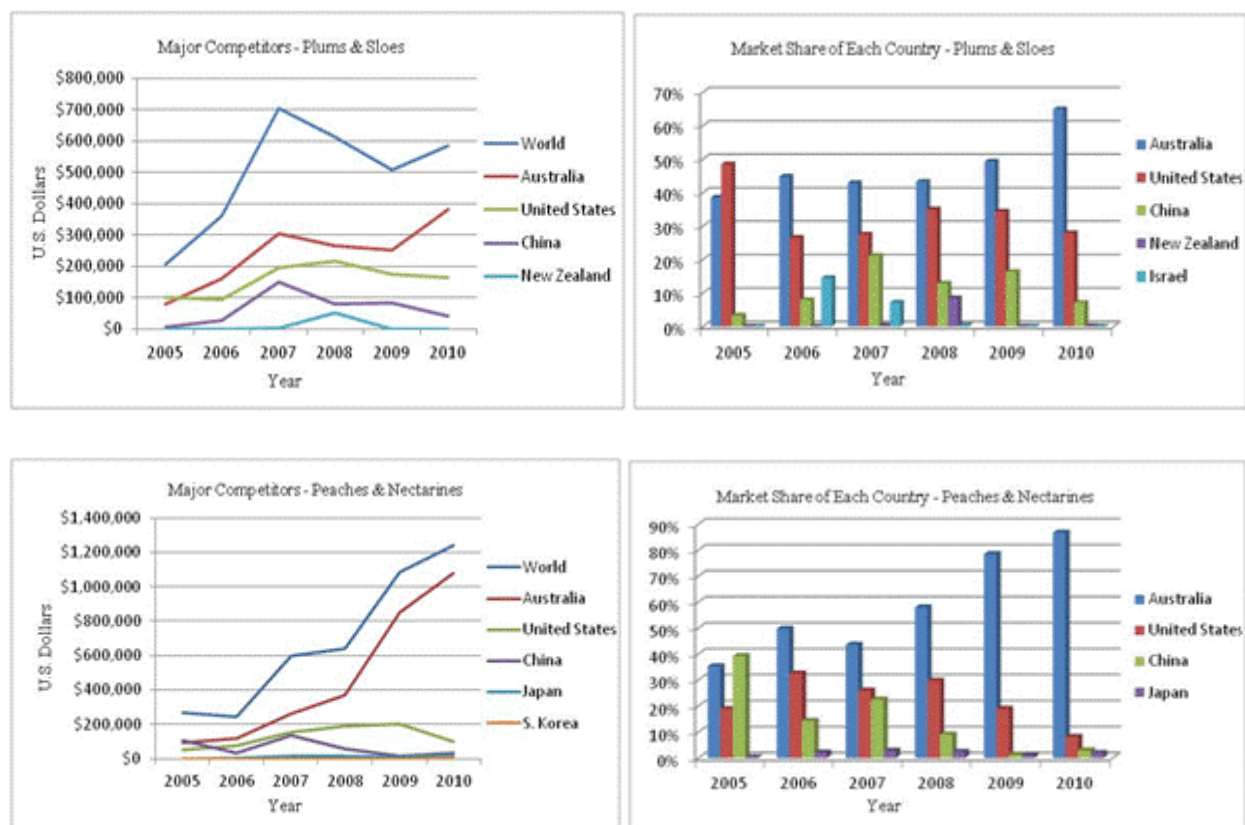 Major Competitors - Plums & Sloes
$800,000
$700,000
$600,000
$500,000
$400,000
$300,000
$200,000
$100,000
$0
U.S. Dollars
2005 2006 2007 2008 2009 2010
Year
World
Australia
United States
China
New Zealand
Market Share of Each Country - Plums & Sloes
70%
60%
50%
40%
30%
20%
10%
0%
2005 2006 2007 2008 2009 2010
Year
Australia
United States
China
New Zealand
Israel
Major Competitors - Peaches & Nectarines
$1,400,000
$1,200,000
$1,000,000
$800,000
$600,000
$400,000
$200,000
$0
U.S. Dollars
2005 2006 2007 2008 2009 2010
Year
World
Australia
United States
China
Japan
S. Korea
Market Share of Each Country - Peaches & Nectarines
90%
80%
70%
60%
50%
40%
30%
20%
10%
0%
2005 2006 2007 2008 2009 2010
Year
Australia
United States
China
Japan